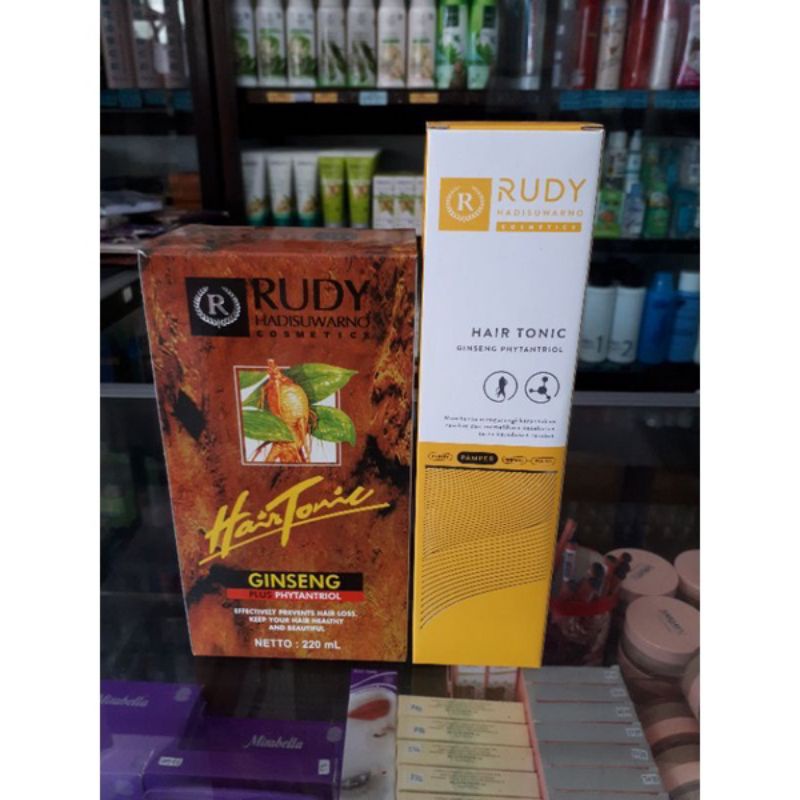 R
RUDY
HADISUWARNO
COSMETICS
Hair Tonic
GINSENG
PLUS PHYTANTRIOL
EFFECTIVELY PREVENTS HAIR LOSS.
KEEP YOUR HAIR HEALTHY
AND BEAUTIFUL
NETTO : 220 mL
R
RUDY
HADISUWARNO
COSMETICS
HAIR TONIC
GINSENG PHYTANTRIOL
PAMPER
Mirabella
Mirabella